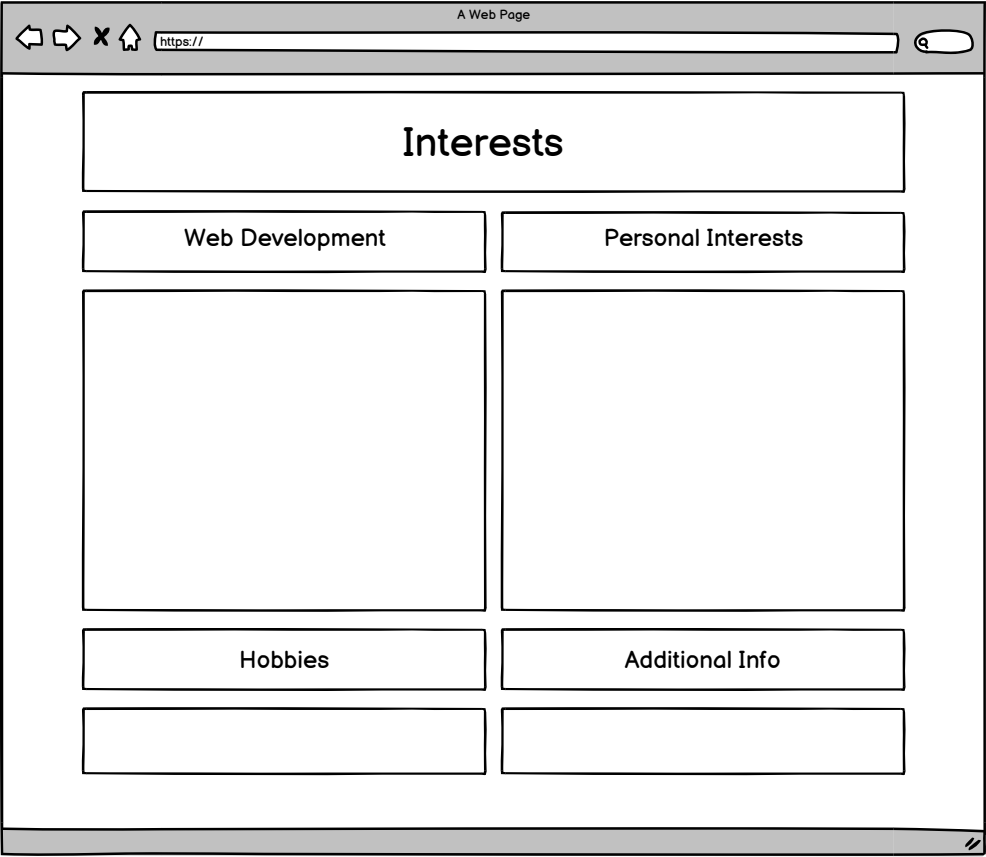 A Web Page
https://
Interests
Web Development
Personal Interests
Hobbies
Additional Info